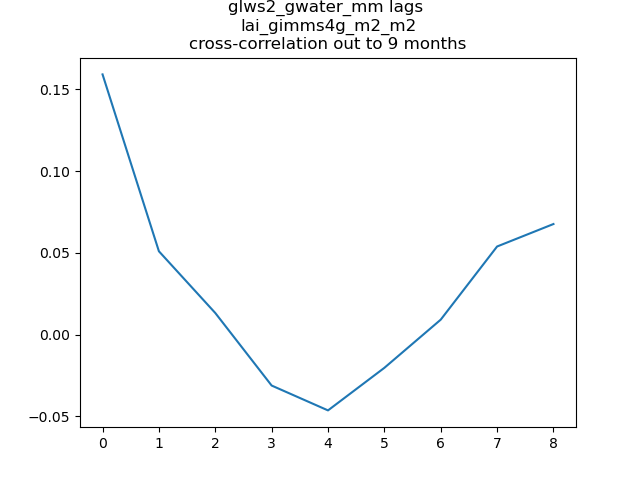 glws2_gwater_mm lags
lai_gimms4g_m2_m2
cross-correlation out to 9 months
0.15
0.10
0.05
0.00
−0.05
0 1 2 3 4 5 6 7 8